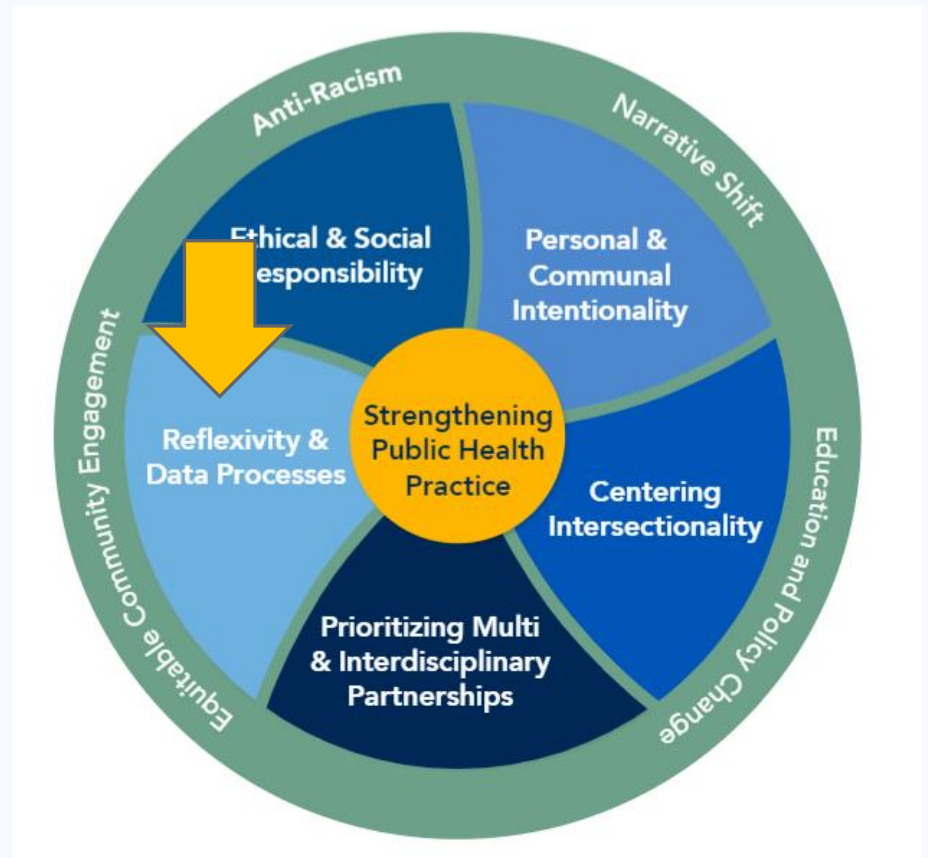 Anti-Racism
Narrative Shift
Education and Policy Change
Equitable Community Engagement
Ethical & Social
esponsibility
Personal &
Communal
Intentionality
Centering
Intersectionality
Prioritizing Multi
& Interdisciplinary
Partnerships
Reflexivity &
Data Processes
Strengthening
Public Health
Practice